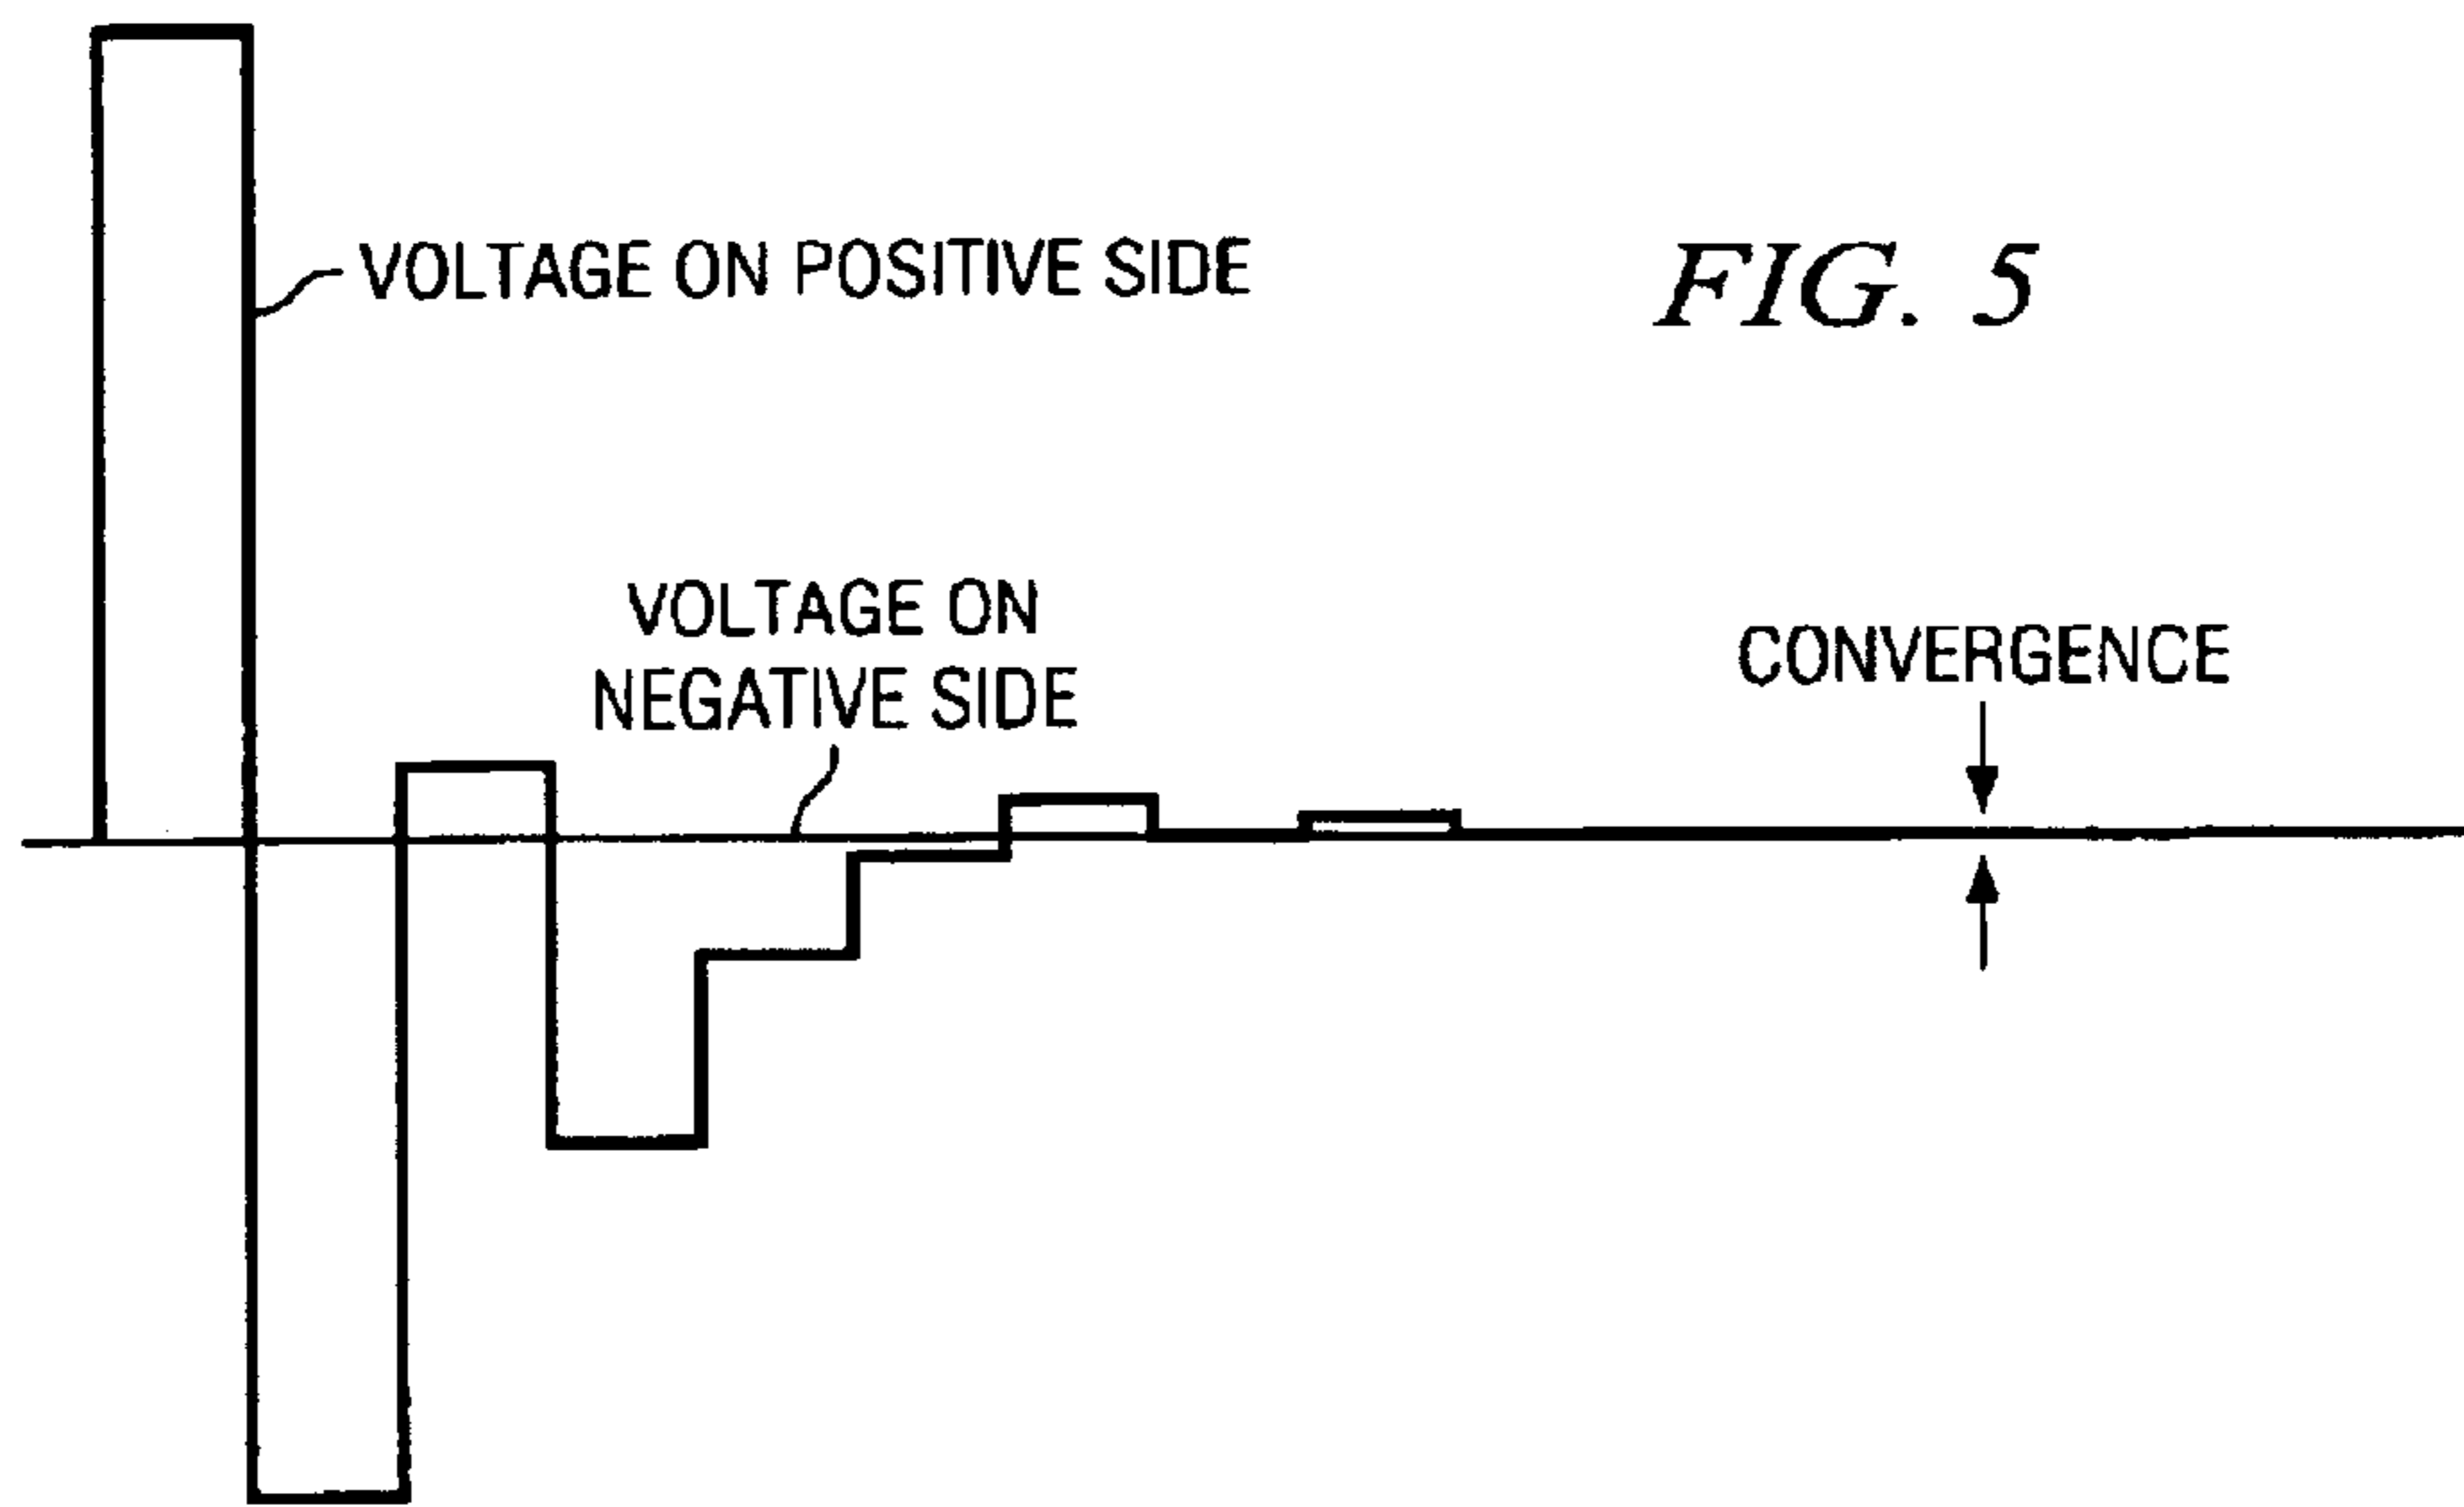 VOLTAGE ON POSITIVE SIDE
FIG. 5
VOLTAGE ON
NEGATIVE SIDE
CONVERGENCE